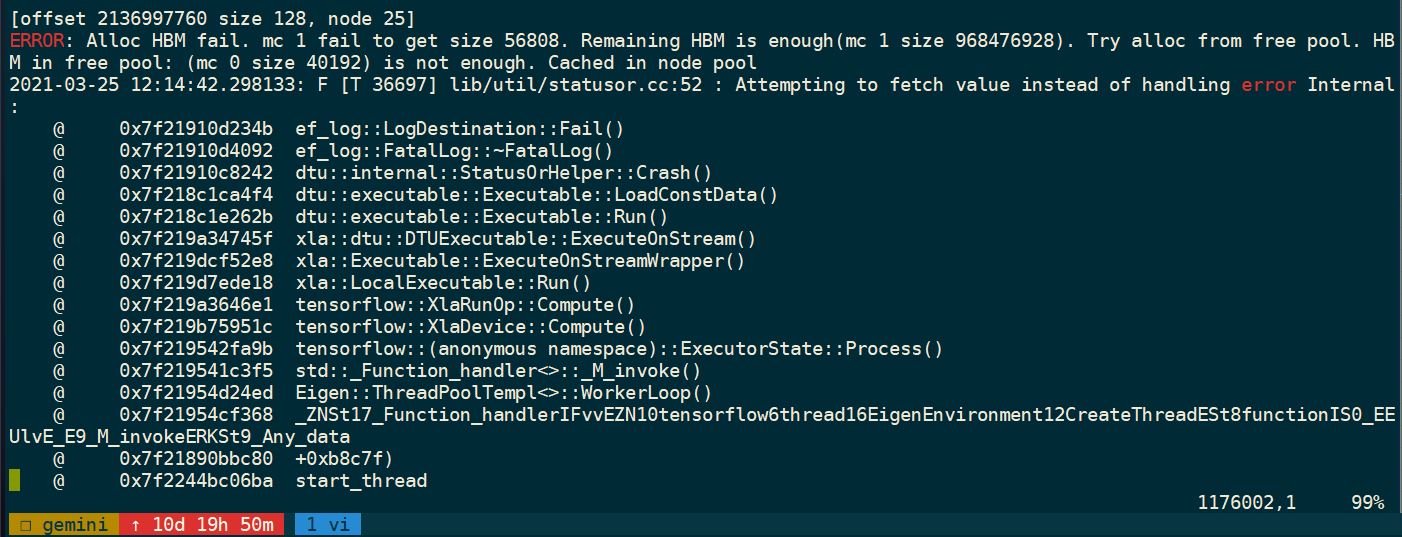 [offset 2136997760 size 128, node 25]
ERROR: Alloc HBM fail. mc 1 fail to get size 56808. Remaining HBM is enough(mc 1 size 968476928). Try alloc from free pool. HB
M in free pool: (mc 0 size 40192) is not enough. Cached in node pool
2021-03-25 12:14:42.298133: F [T 36697] lib/util/statusor.cc:52 : Attempting to fetch value instead of handling error Internal
:
@ 0x7f21910d234b ef_log::LogDestination::Fail()
@ 0x7f21910d4092 ef_log::FatalLog::~FatalLog()
@ 0x7f21910c8242 dtu::internal::StatusOrHelper::Crash()
@ 0x7f218c1ca4f4 dtu::executable::Executable::LoadConstData()
@ 0x7f218c1e262b dtu::executable::Executable::Run()
@ 0x7f219a34745f xla::dtu::DTUExecutable::ExecuteOnStream()
@ 0x7f219dcf52e8 xla::Executable::ExecuteOnStreamWrapper()
@ 0x7f219d7ede18 xla::LocalExecutable::Run()
@ 0x7f219a3646e1 tensorflow::XlaRunOp::Compute()
@ 0x7f219b75951c tensorflow::XlaDevice::Compute()
@ 0x7f219542fa9b tensorflow::(anonymous namespace)::ExecutorState::Process()
@ 0x7f219541c3f5 std::_Function_handler<>::_M_invoke()
@ 0x7f21954d24ed Eigen::ThreadPoolTempl<>::WorkerLoop()
@ 0x7f21954cf368 _ZNSt17_Function_handlerIFvvEZN10tensorflow6thread16EigenEnvironment12CreateThreadESt8functionIS0_EE
UlvE_E9_M_invokeERKSt9_Any_data
@ 0x7f21890bbc80 +0xb8c7f)
@ 0x7f2244bc06ba start_thread
1176002,1 99%
□ gemini ↑ 10d 19h 50m 1 vi